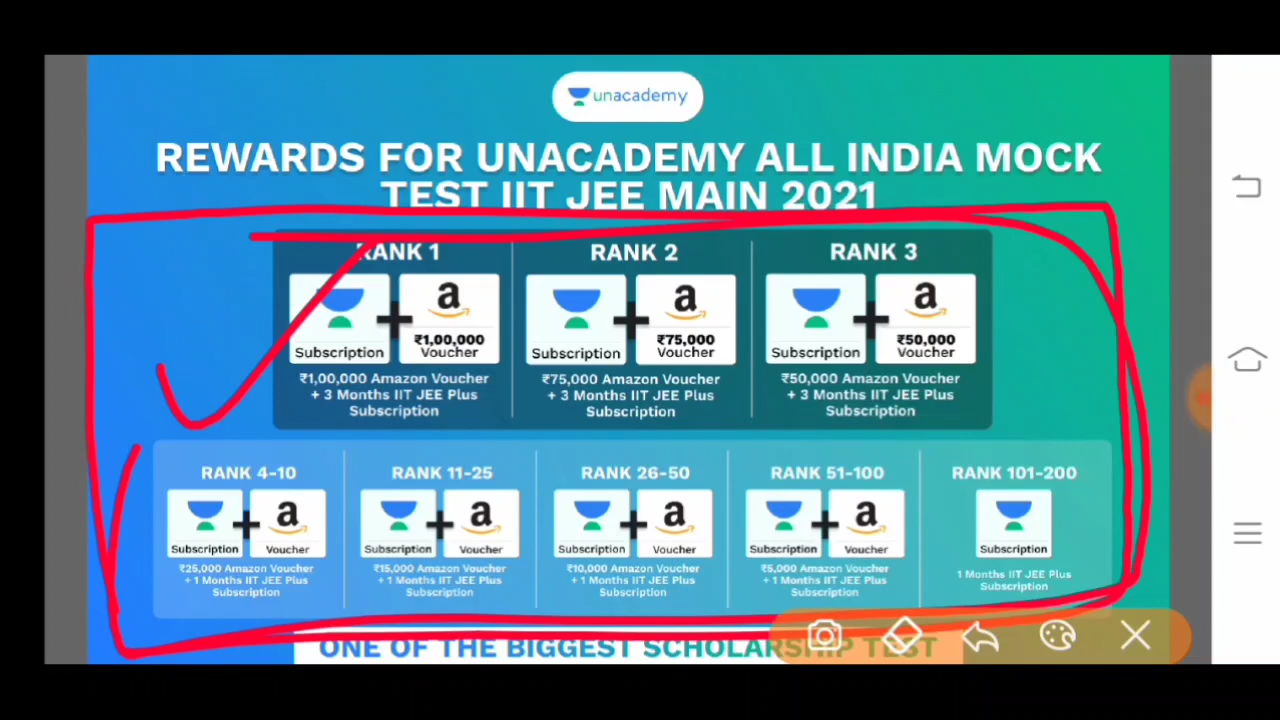 unacademy
REWARDS FOR UNACADEMY ALL INDIA MOCK
TEST IIT JEE MAIN 2021
RANK 1
Subscription
a
₹1,00,000
Voucher
₹1,00,000 Amazon Voucher
+ 3 Months IIT JEE Plus
Subscription
RANK 2
Subscription
a
₹75,000
Voucher
₹75,000 Amazon Voucher
+ 3 Months IIT JEE Plus
Subscription
RANK 3
Subscription
a
₹50,000
Voucher
₹50,000 Amazon Voucher
+ 3 Months IIT JEE Plus
Subscription
RANK 4-10
Subscription
a
Voucher
₹25,000 Amazon Voucher
+ 1 Months IIT JEE Plus
Subscription
RANK 11-25
Subscription
a
Voucher
₹15,000 Amazon Voucher
+ 1 Months IIT JEE Plus
Subscription
RANK 26-50
Subscription
a
Voucher
₹10,000 Amazon Voucher
+ 1 Months IIT JEE Plus
Subscription
RANK 51-100
Subscription
a
Voucher
₹5,000 Amazon Voucher
+ 1 Months IIT JEE Plus
Subscription
RANK 101-200
Subscription
1 Months IIT JEE Plus
Subscription
ONE OF THE BIGGEST SCHOLARSHIP TEST